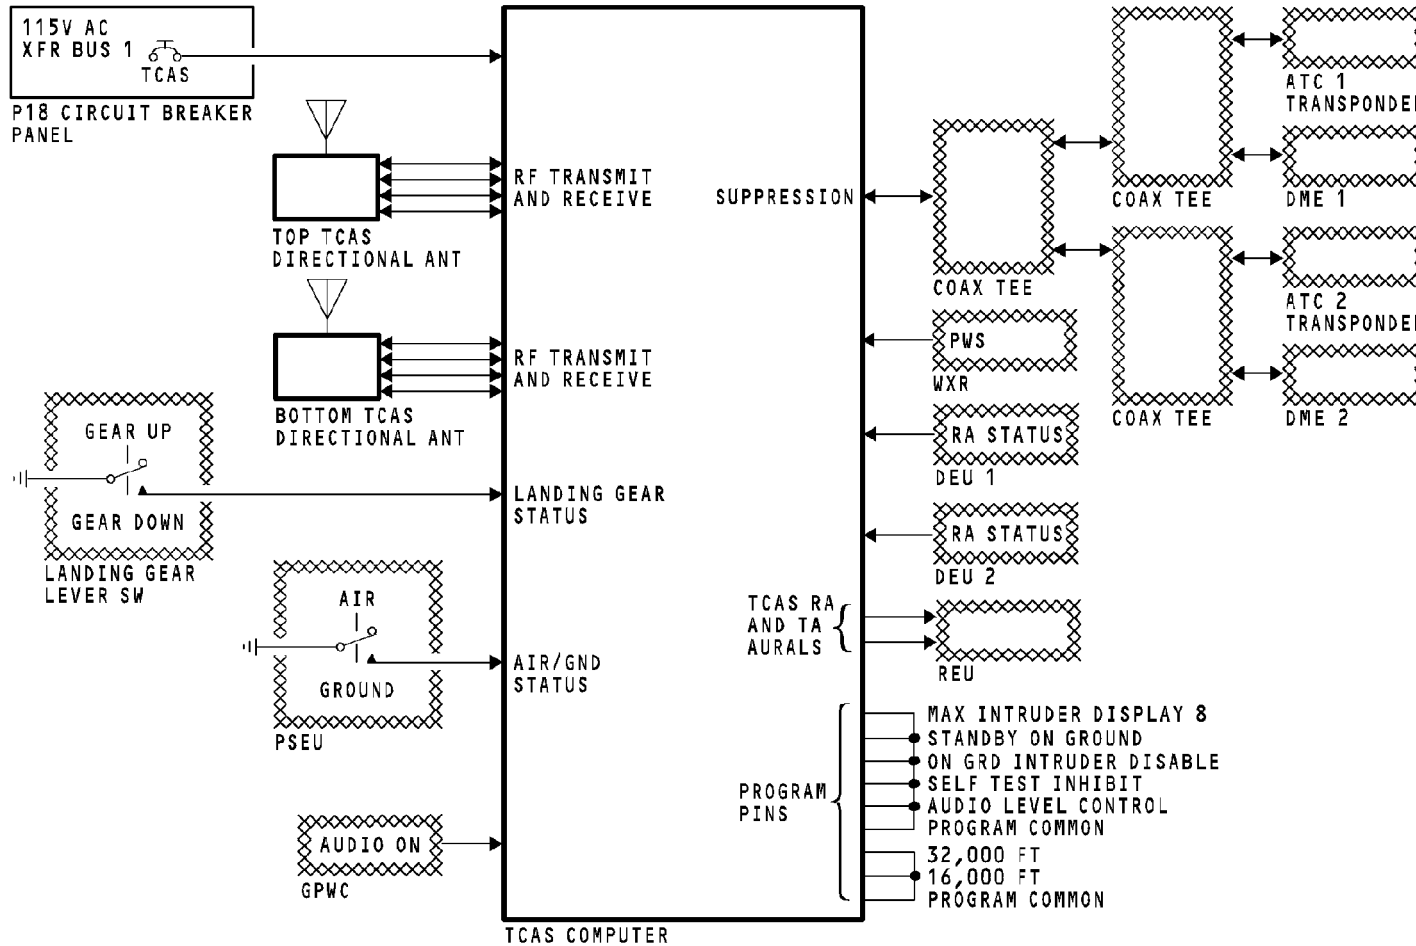 115V AC
XFR BUS 1
TCAS
P18 CIRCUIT BREAKER
PANEL
TOP TCAS
DIRECTIONAL ANT
RF TRANSMIT
AND RECEIVE
BOTTOM TCAS
DIRECTIONAL ANT
RF TRANSMIT
AND RECEIVE
GEAR UP
GEAR DOWN
LANDING GEAR
LEVER SW
LANDING GEAR
STATUS
AIR
GROUND
PSEU
AIR/GND
STATUS
AUDIO ON
GPWC
TCAS COMPUTER
SUPPRESSION
COAX TEE
COAX TEE
ATC 1
TRANSPONDER
DME 1
COAX TEE
ATC 2
TRANSPONDER
DME 2
PWS
WXR
RA STATUS
DEU 1
RA STATUS
DEU 2
TCAS RA
AND TA
AURALS
REU
PROGRAM
PINS
MAX INTRUDER DISPLAY 8
STANDBY ON GROUND
ON GRD INTRUDER DISABLE
SELF TEST INHIBIT
AUDIO LEVEL CONTROL
PROGRAM COMMON
32,000 FT
16,000 FT
PROGRAM COMMON